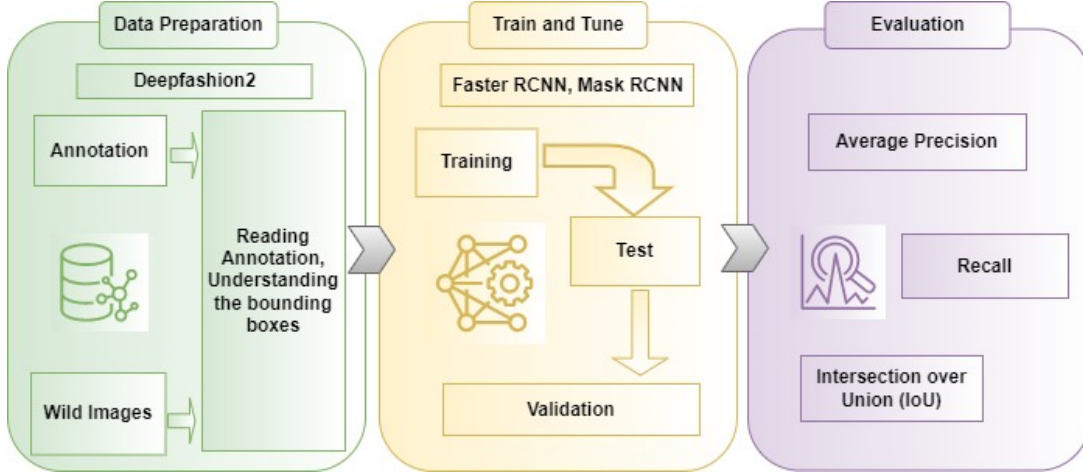 Data Preparation
Deepfashion2
Annotation
Reading
Annotation,
Understanding
the bounding
boxes
Wild Images
Train and Tune
Faster RCNN, Mask RCNN
Training
Test
Validation
Evaluation
Average Precision
Recall
Intersection over
Union (IoU)